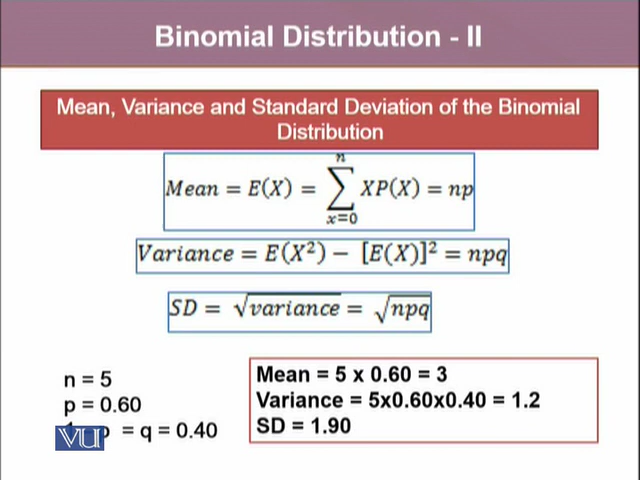 Binomial Distribution - II
Mean, Variance and Standard Deviation of the Binomial
Distribution
Mean = E(X) = ∑_{x=0}^{n} XP(X) = np
Variance = E(X²) − [E(X)]² = npq
SD = √variance = √npq
n = 5
p = 0.60
= q = 0.40
VU
Mean = 5 x 0.60 = 3
Variance = 5x0.60x0.40 = 1.2
SD = 1.90